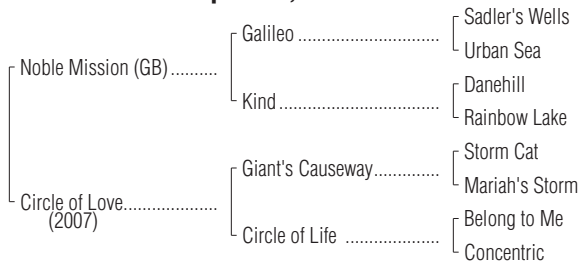 Sadler's Wells
Galileo ..................................
Urban Sea
Noble Mission (GB)..........
Danehill
Kind.......................................
Rainbow Lake
Storm Cat
Giant's Causeway...............
Mariah's Storm
Circle of Love....................
(2007)
Belong to Me
Circle of Life ......................
Concentric